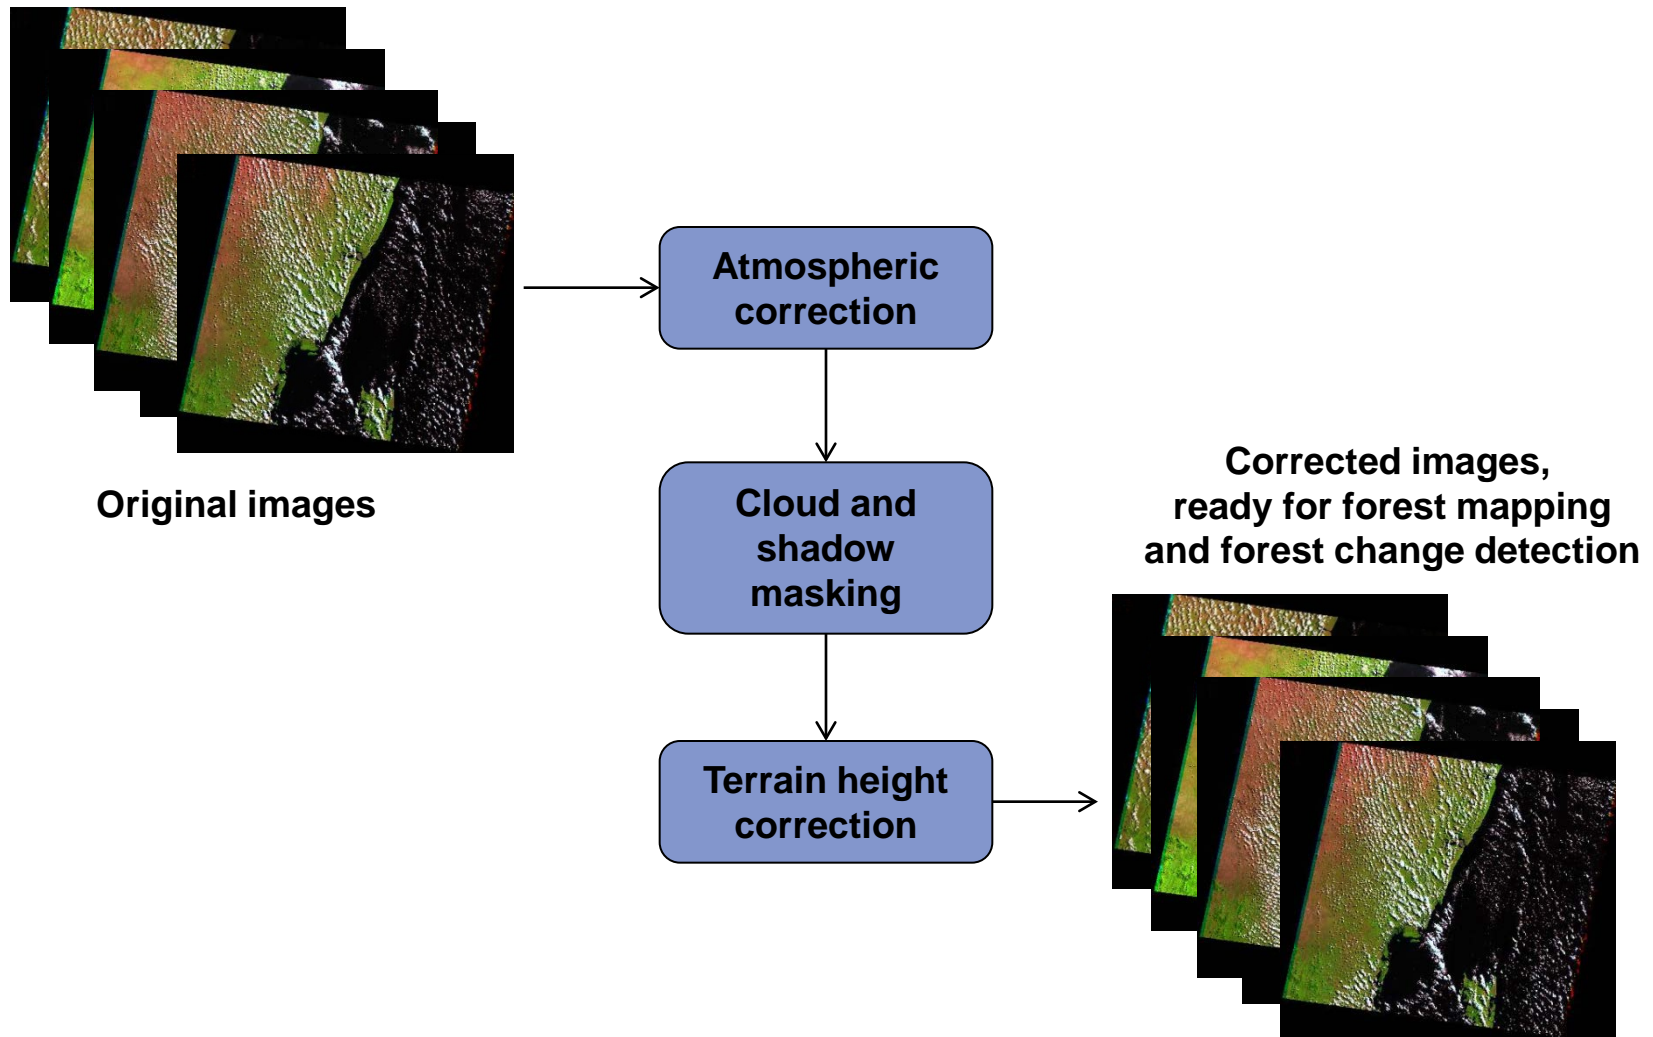 Original images
Atmospheric
correction
Cloud and
shadow
masking
Terrain height
correction
Corrected images,
ready for forest mapping
and forest change detection